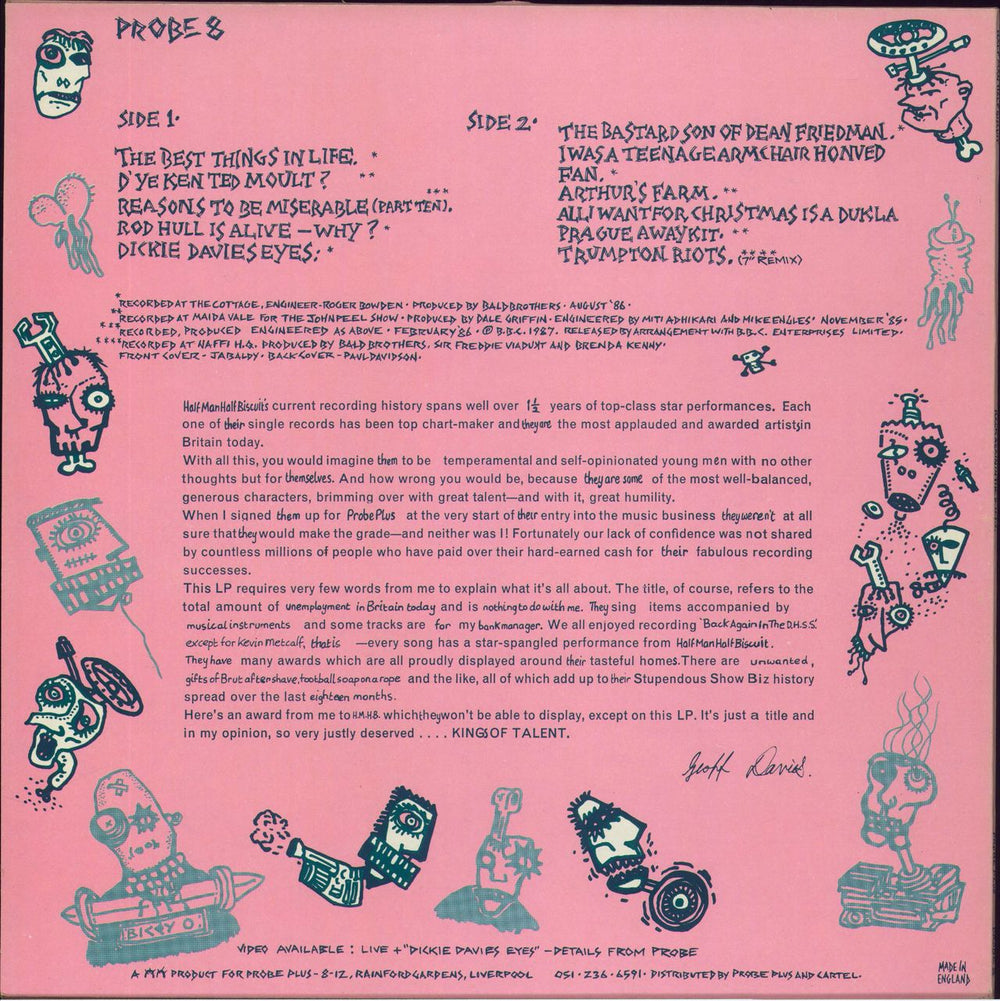 PROBE 8
SIDE 1.
THE BEST THINGS IN LIFE. *
D'YE KEN TED MOULT? **
REASONS TO BE MISERABLE (PART TEN). ***
ROD HULL IS ALIVE – WHY? *
DICKIE DAVIES EYES. *
SIDE 2.
THE BASTARD SON OF DEAN FRIEDMAN. *
I WAS A TEENAGE ARMCHAIR HONVED
FAN. *
ARTHUR'S FARM. **
ALL I WANT FOR CHRISTMAS IS A DUKLA
PRAGUE AWAY KIT. **
TRUMPTON RIOTS. **** (7" REMIX)
* RECORDED AT THE COTTAGE, ENGINEER-ROGER BOWDEN · PRODUCED BY BALD BROTHERS · AUGUST '86 ·
** RECORDED AT MAIDA VALE FOR THE JOHN PEEL SHOW · PRODUCED BY DALE GRIFFIN · ENGINEERED BY MITI ADHIKARI AND MIKE ENGLES' NOVEMBER '85.
*** RECORDED, PRODUCED ENGINEERED AS ABOVE · FEBRUARY '86 · ℗ B.B.C. 1987. RELEASED BY ARRANGEMENT WITH B.B.C. ENTERPRISES LIMITED.
**** RECORDED AT NAFFI H.Q. PRODUCED BY BALD BROTHERS, SIR FREDDIE VIADUKT AND BRENDA KENNY.
FRONT COVER - JABALDY · BACK COVER - PAUL DAVIDSON.
Half Man Half Biscuit's current recording history spans well over 1½ years of top-class star performances. Each
one of their single records has been top chart-maker and they are the most applauded and awarded artists in
Britain today.
With all this, you would imagine them to be temperamental and self-opinionated young men with no other
thoughts but for themselves. And how wrong you would be, because they are some of the most well-balanced,
generous characters, brimming over with great talent—and with it, great humility.
When I signed them up for Probe Plus at the very start of their entry into the music business they weren't at all
sure that they would make the grade—and neither was I! Fortunately our lack of confidence was not shared
by countless millions of people who have paid over their hard-earned cash for their fabulous recording
successes.
This LP requires very few words from me to explain what it's all about. The title, of course, refers to the
total amount of unemployment in Britain today and is nothing to do with me. They sing items accompanied by
musical instruments and some tracks are for my bank manager. We all enjoyed recording 'Back Again In The D.H.S.S.'
except for Kevin Metcalf, that is —every song has a star-spangled performance from Half Man Half Biscuit.
They have many awards which are all proudly displayed around their tasteful homes. There are unwanted,
gifts of Brut aftershave, football soap on a rope and the like, all of which add up to their Stupendous Show Biz history
spread over the last eighteen months.
Here's an award from me to H.M.H.B. which they won't be able to display, except on this LP. It's just a title and
in my opinion, so very justly deserved . . . . KINGS OF TALENT.
Geoff Davies.
BIGGY O.
VIDEO AVAILABLE : LIVE + "DICKIE DAVIES EYES" – DETAILS FROM PROBE
A PRODUCT FOR PROBE PLUS - 8-12, RAINFORD GARDENS, LIVERPOOL 051 · 236 · 6591 · DISTRIBUTED BY PROBE PLUS AND CARTEL.
MADE IN
ENGLAND